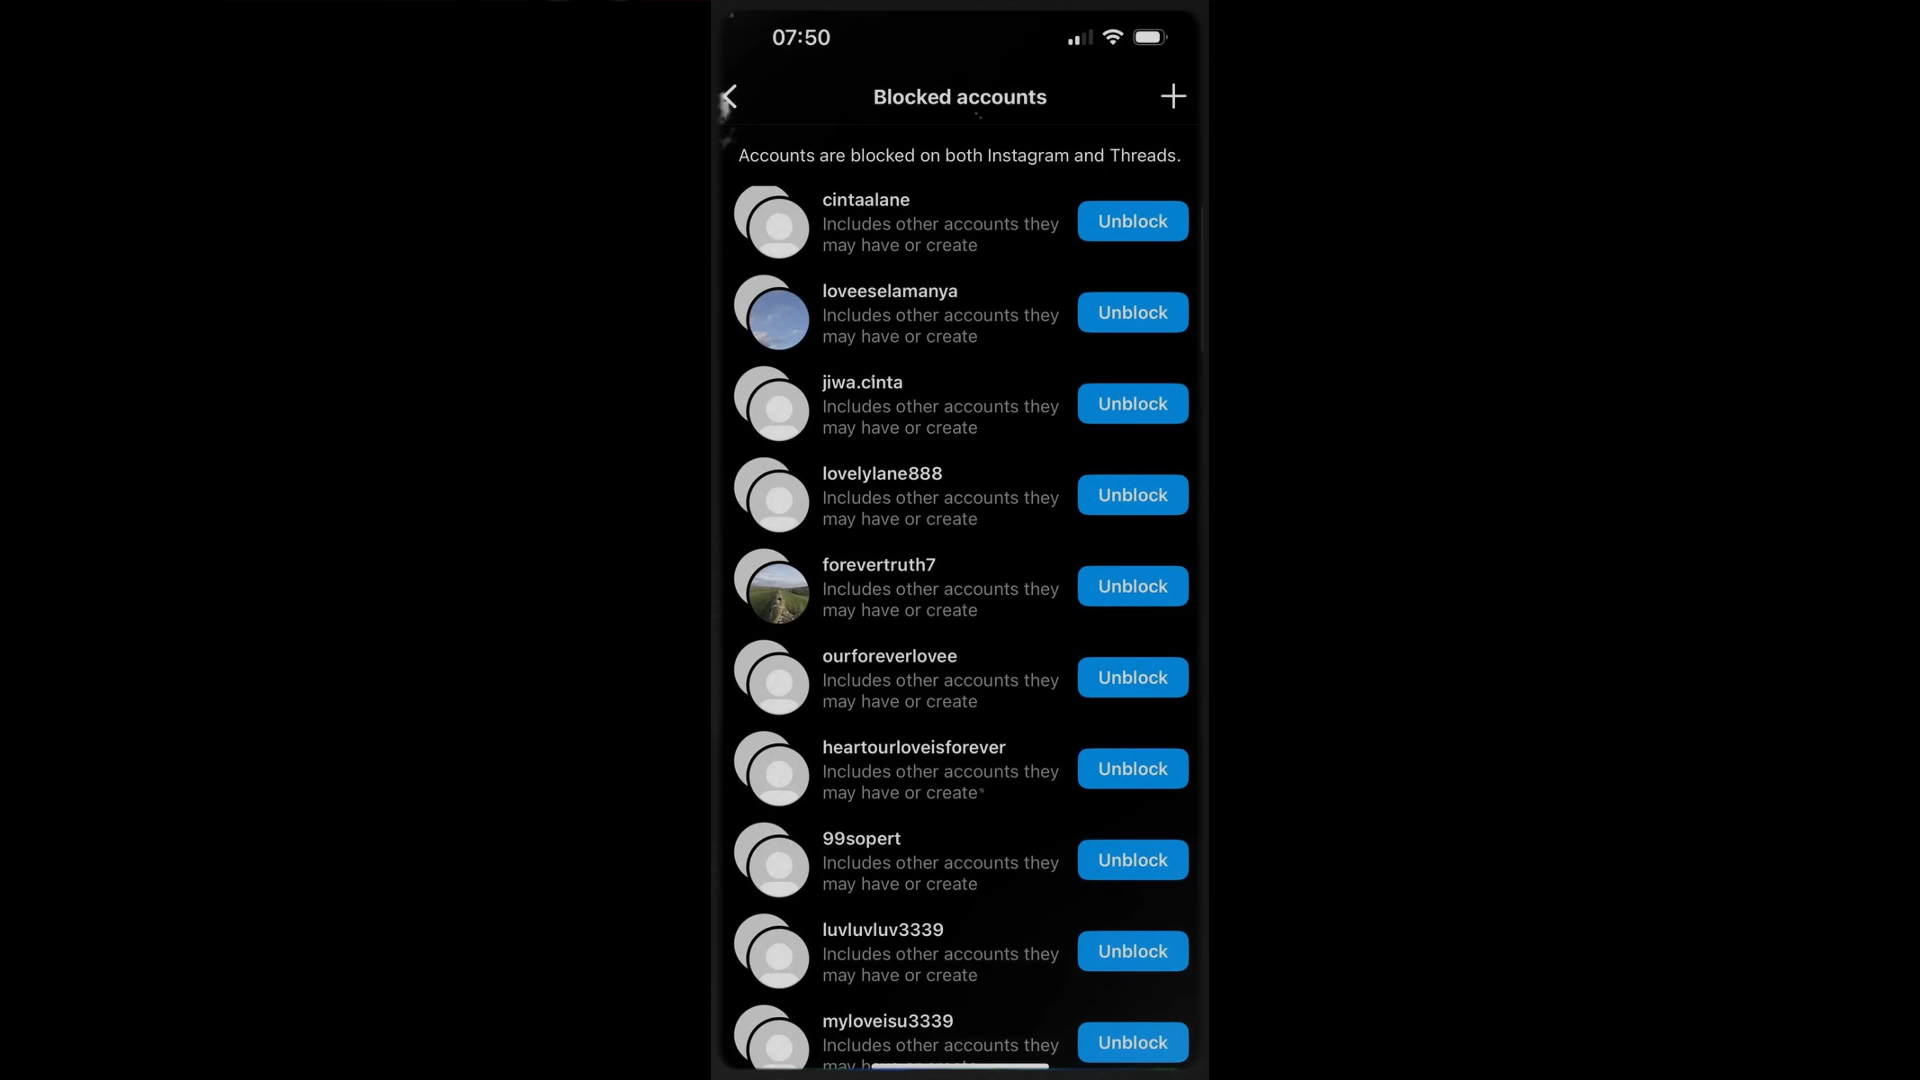 07:50
Blocked accounts
Accounts are blocked on both Instagram and Threads.
cintaalane
Includes other accounts they
may have or create
Unblock
loveeselamanya
Includes other accounts they
may have or create
Unblock
jiwa.cinta
Includes other accounts they
may have or create
Unblock
lovelylane888
Includes other accounts they
may have or create
Unblock
forevertruth7
Includes other accounts they
may have or create
Unblock
ourforeverlovee
Includes other accounts they
may have or create
Unblock
heartourloveisforever
Includes other accounts they
may have or create
Unblock
99sopert
Includes other accounts they
may have or create
Unblock
luvluvluv3339
Includes other accounts they
may have or create
Unblock
myloveisu3339
Includes other accounts they
may
Unblock